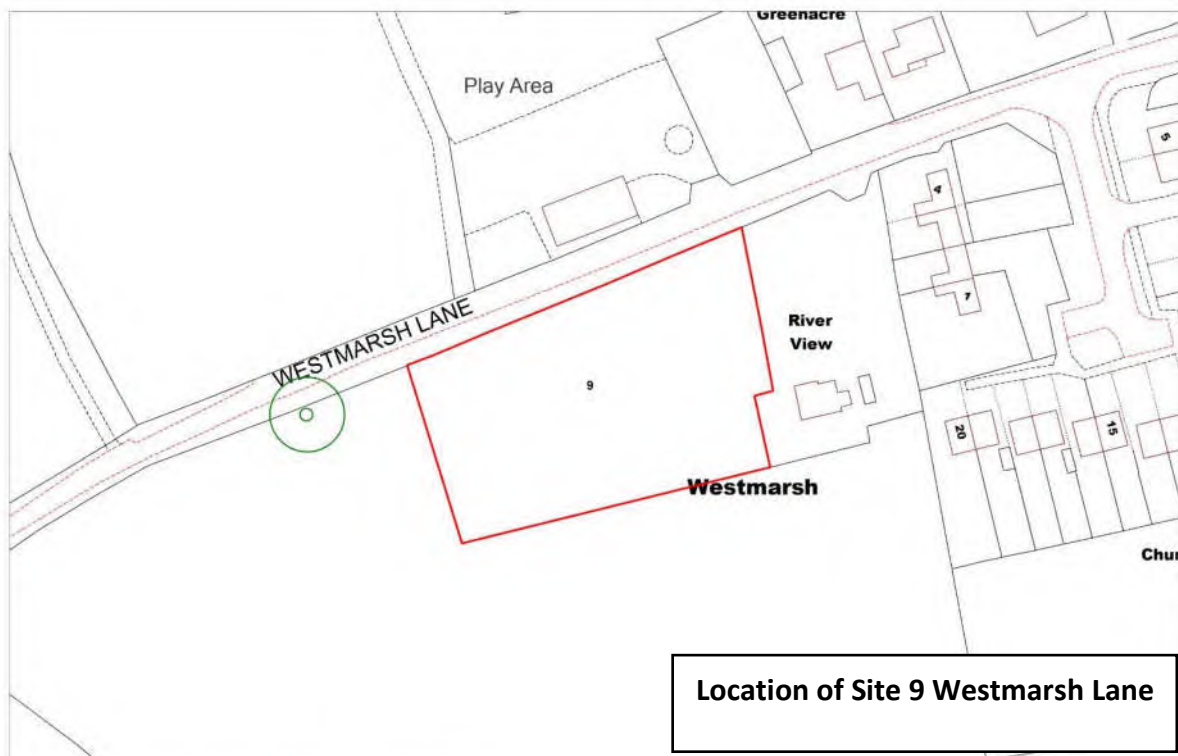 Greenacre
Play Area
5
4
WESTMARSH LANE
7
River
View
9
20
15
Westmarsh
Chur
Location of Site 9 Westmarsh Lane